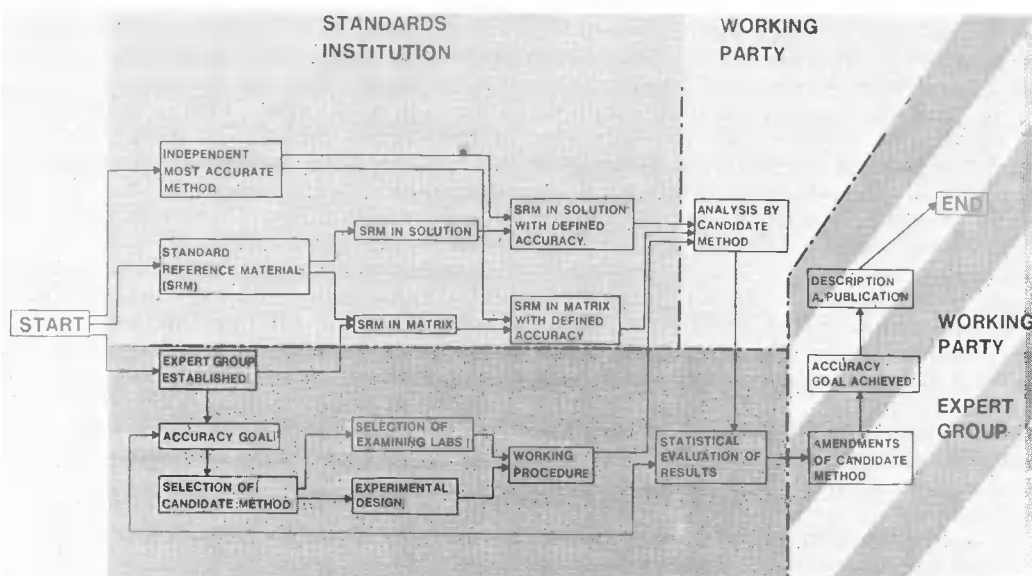 STANDARDS
INSTITUTION
WORKING
PARTY
INDEPENDENT
MOST ACCURATE
METHOD
STANDARD
REFERENCE MATERIAL
(SRM)
SRM IN SOLUTION
SRM IN MATRIX
SRM IN SOLUTION
WITH DEFINED
ACCURACY.
SRM IN MATRIX
WITH DEFINED
ACCURACY
ANALYSIS BY
CANDIDATE
METHOD
START
EXPERT GROUP
ESTABLISHED
ACCURACY GOAL
SELECTION OF
CANDIDATE METHOD
SELECTION OF
EXAMINING LABS
EXPERIMENTAL
DESIGN
WORKING
PROCEDURE
STATISTICAL
EVALUATION OF
RESULTS
AMENDMENTS
OF CANDIDATE
METHOD
ACCURACY
GOAL ACHIEVED
DESCRIPTION
A. PUBLICATION
END
WORKING
PARTY
EXPERT
GROUP